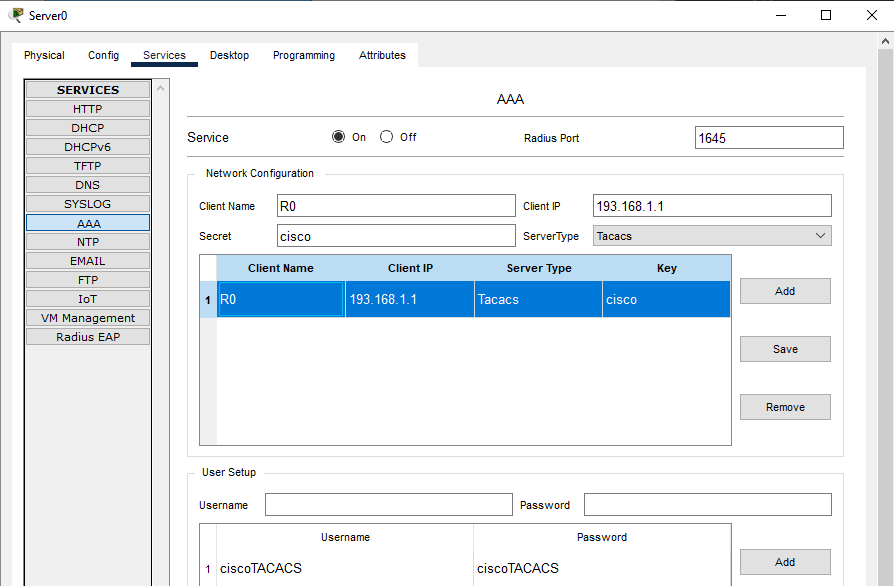 Server0
Physical Config Services Desktop Programming Attributes
SERVICES
HTTP
DHCP
DHCPv6
TFTP
DNS
SYSLOG
AAA
NTP
EMAIL
FTP
IoT
VM Management
Radius EAP
AAA
Service On Off Radius Port 1645
Network Configuration
Client Name R0 Client IP 193.168.1.1
Secret cisco ServerType Tacacs
Client Name Client IP Server Type Key
1 R0 193.168.1.1 Tacacs cisco
Add
Save
Remove
User Setup
Username Password
Username Password
1 ciscoTACACS ciscoTACACS
Add